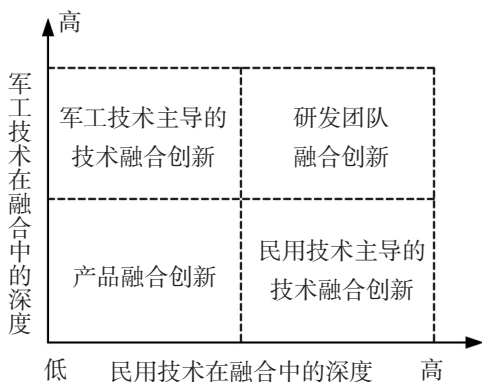 高
军工技术在融合中的深度
军工技术主导的
技术融合创新
研发团队
融合创新
产品融合创新
民用技术主导的
技术融合创新
低
民用技术在融合中的深度
高